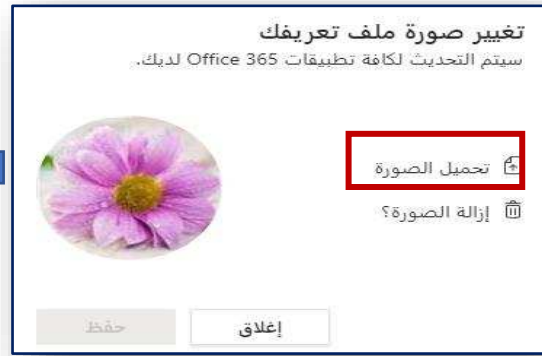 تغيير صورة ملف تعريفك
سيتم التحديث لكافة تطبيقات Office 365 لديك.
تحميل الصورة
إزالة الصورة؟
إغلاق
حفظ